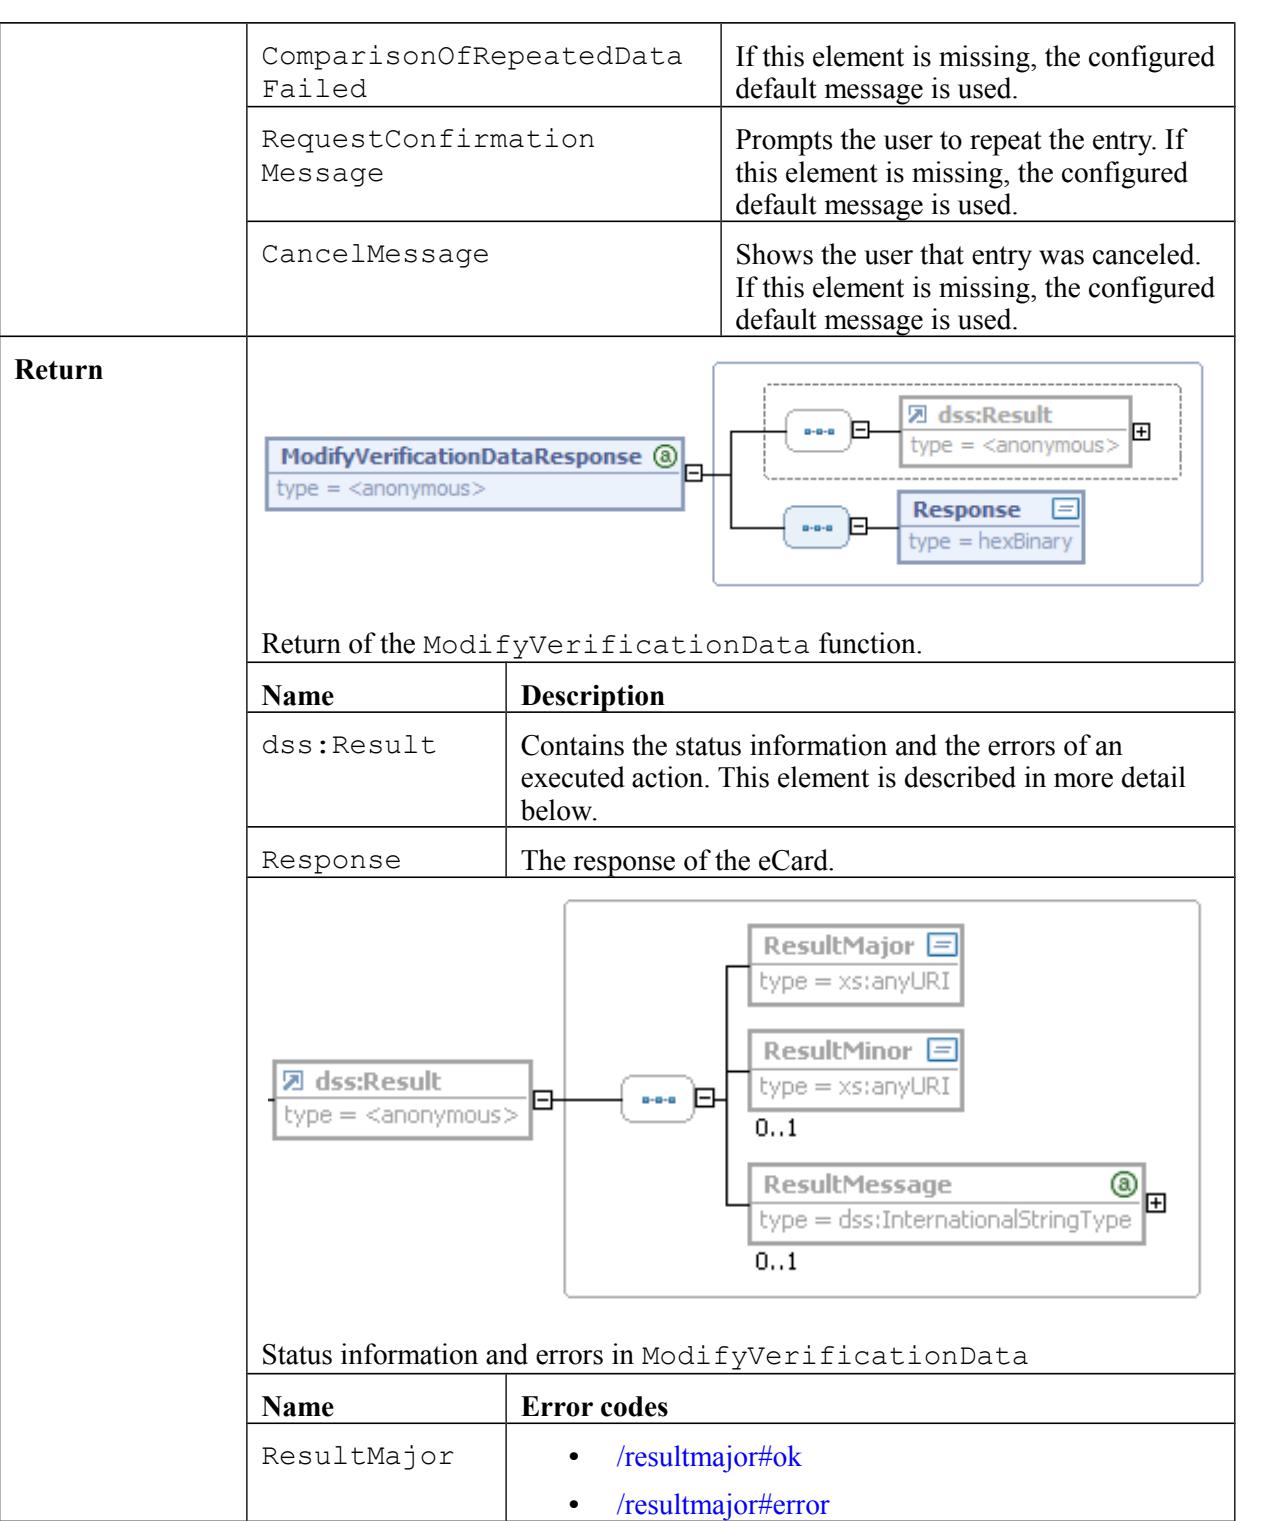 ComparisonOfRepeatedData
Failed
If this element is missing, the configured
default message is used.
RequestConfirmation
Message
Prompts the user to repeat the entry. If
this element is missing, the configured
default message is used.
CancelMessage
Shows the user that entry was canceled.
If this element is missing, the configured
default message is used.
Return
ModifyVerificationDataResponse
type = <anonymous>
dss:Result
type = <anonymous>
Response
type = hexBinary
Return of the ModifyVerificationData function.
Name
Description
dss:Result
Contains the status information and the errors of an
executed action. This element is described in more detail
below.
Response
The response of the eCard.
dss:Result
type = <anonymous>
ResultMajor
type = xs:anyURI
ResultMinor
type = xs:anyURI
0..1
ResultMessage
type = dss:InternationalStringType
0..1
Status information and errors in ModifyVerificationData
Name
Error codes
ResultMajor
• /resultmajor#ok
• /resultmajor#error